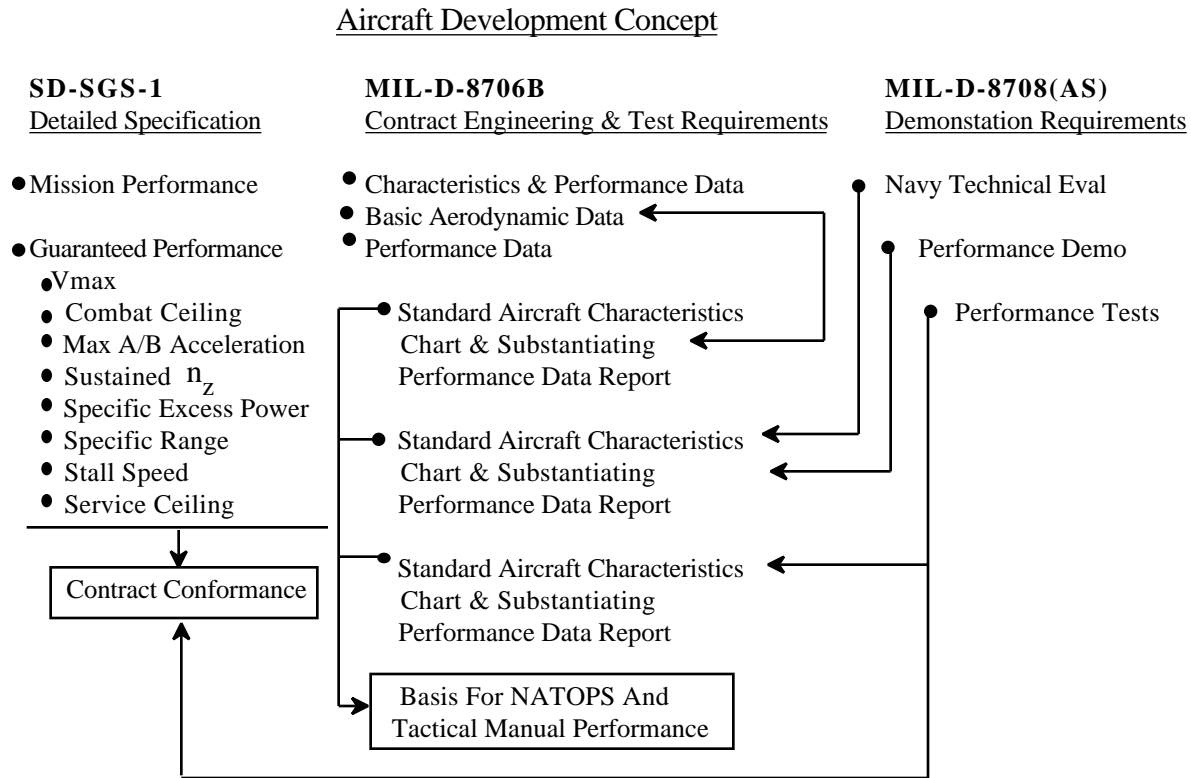 Aircraft Development Concept
SD-SGS-1
Detailed Specification
Mission Performance
Guaranteed Performance
Vmax
Combat Ceiling
Max A/B Acceleration
Sustained nz
Specific Excess Power
Specific Range
Stall Speed
Service Ceiling
Contract Conformance
MIL-D-8706B
Contract Engineering & Test Requirements
Characteristics & Performance Data
Basic Aerodynamic Data
Performance Data
Standard Aircraft Characteristics
Chart & Substantiating
Performance Data Report
Standard Aircraft Characteristics
Chart & Substantiating
Performance Data Report
Standard Aircraft Characteristics
Chart & Substantiating
Performance Data Report
Basis For NATOPS And
Tactical Manual Performance
MIL-D-8708(AS)
Demonstation Requirements
Navy Technical Eval
Performance Demo
Performance Tests